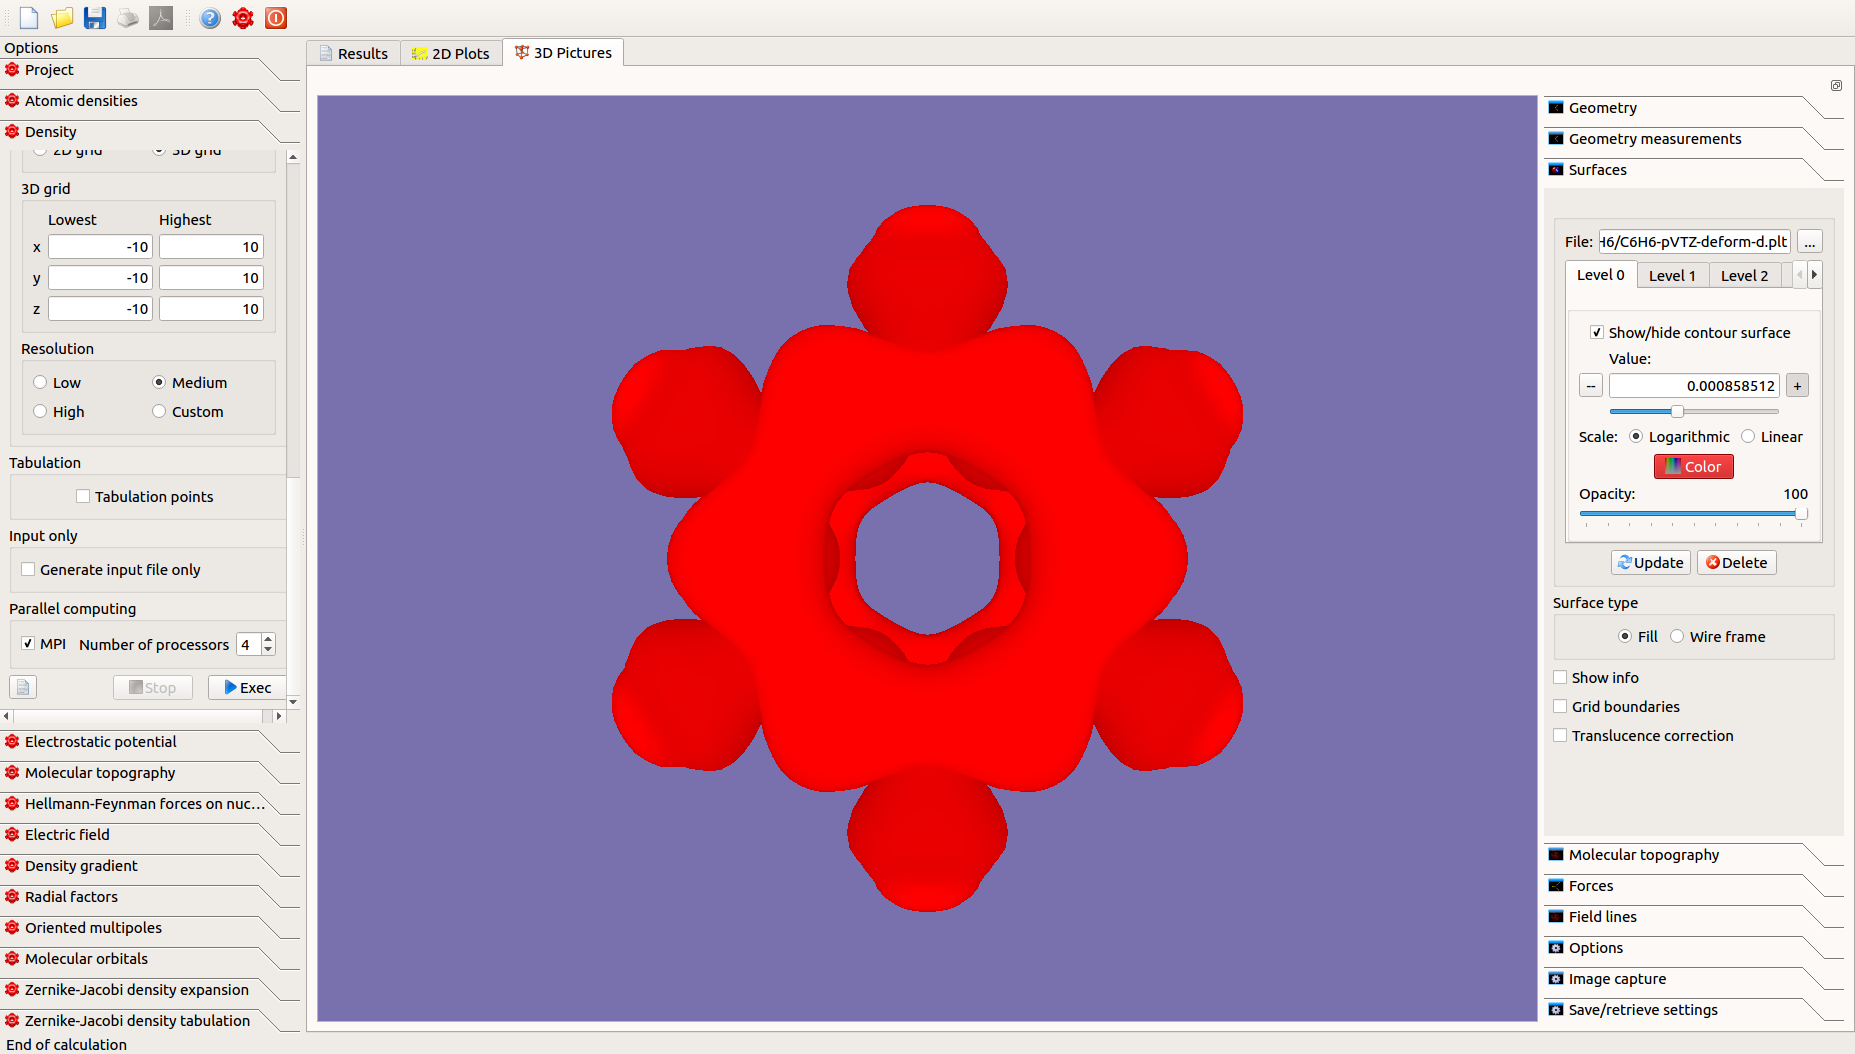 Options
Project
Atomic densities
Density
2D grid 3D grid
3D grid
Lowest Highest
x -10 10
y -10 10
z -10 10
Resolution
Low Medium
High Custom
Tabulation
Tabulation points
Input only
Generate input file only
Parallel computing
MPI Number of processors 4
Stop Exec
Electrostatic potential
Molecular topography
Hellmann-Feynman forces on nuc...
Electric field
Density gradient
Radial factors
Oriented multipoles
Molecular orbitals
Zernike-Jacobi density expansion
Zernike-Jacobi density tabulation
End of calculation
Results 2D Plots 3D Pictures
Geometry
Geometry measurements
Surfaces
File: H6/C6H6-pVTZ-deform-d.plt ...
Level 0 Level 1 Level 2
Show/hide contour surface
Value:
-- 0.000858512 +
Scale: Logarithmic Linear
Color
Opacity: 100
Update Delete
Surface type
Fill Wire frame
Show info
Grid boundaries
Translucence correction
Molecular topography
Forces
Field lines
Options
Image capture
Save/retrieve settings